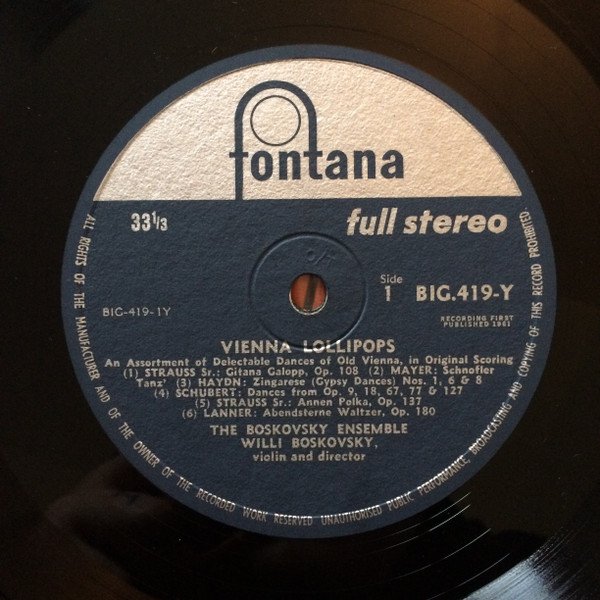 fontana
33 1/3
full stereo
Side
1
BIG.419-Y
BIG-419-1Y
RECORDING FIRST
PUBLISHED 1961
VIENNA LOLLIPOPS
An Assortment of Delectable Dances of Old Vienna, in Original Scoring
(1) STRAUSS Sr.: Gitana Galopp, Op. 108 (2) MAYER: Schnofler
Tanz' (3) HAYDN: Zingarese (Gypsy Dances) Nos. 1, 6 & 8
(4) SCHUBERT: Dances from Op. 9, 18, 67, 77 & 127
(5) STRAUSS Sr.: Annen Polka, Op. 137
(6) LANNER: Abendsterne Waltzer, Op. 180
THE BOSKOVSKY ENSEMBLE
WILLI BOSKOVSKY,
violin and director
ALL RIGHTS OF THE MANUFACTURER AND OF THE OWNER OF THE RECORDED WORK RESERVED UNAUTHORISED PUBLIC PERFORMANCE, BROADCASTING AND COPYING OF THIS RECORD PROHIBITED.